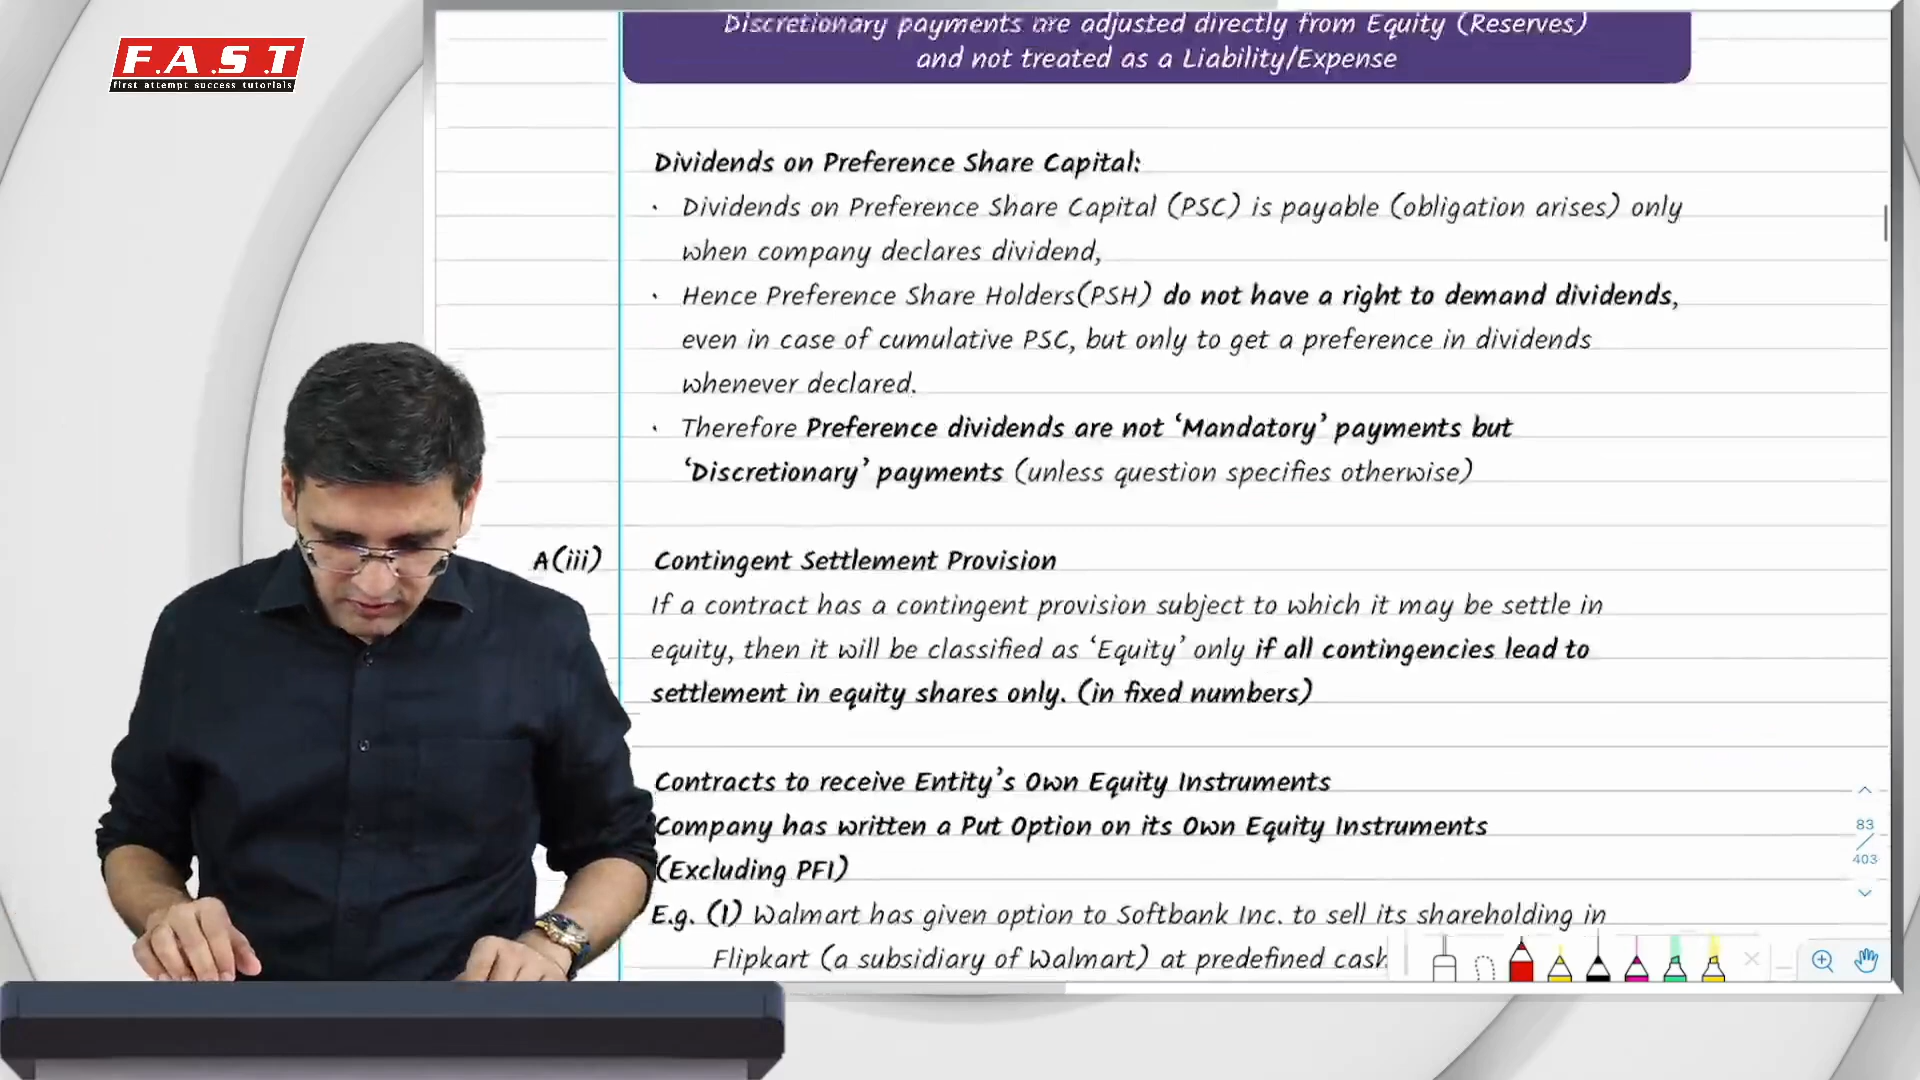 F.A.S.T
first attempt success tutorials
Discretionary payments are adjusted directly from Equity (Reserves)
and not treated as a Liability/Expense
Dividends on Preference Share Capital:
· Dividends on Preference Share Capital (PSC) is payable (obligation arises) only
when company declares dividend,
· Hence Preference Share Holders(PSH) do not have a right to demand dividends,
even in case of cumulative PSC, but only to get a preference in dividends
whenever declared.
· Therefore Preference dividends are not ‘Mandatory’ payments but
‘Discretionary’ payments (unless question specifies otherwise)
A(iii) Contingent Settlement Provision
If a contract has a contingent provision subject to which it may be settle in
equity, then it will be classified as ‘Equity’ only if all contingencies lead to
settlement in equity shares only. (in fixed numbers)
Contracts to receive Entity’s Own Equity Instruments
Company has written a Put Option on its Own Equity Instruments
(Excluding PFI)
E.g. (1) Walmart has given option to Softbank Inc. to sell its shareholding in
Flipkart (a subsidiary of Walmart) at predefined cash
83
403